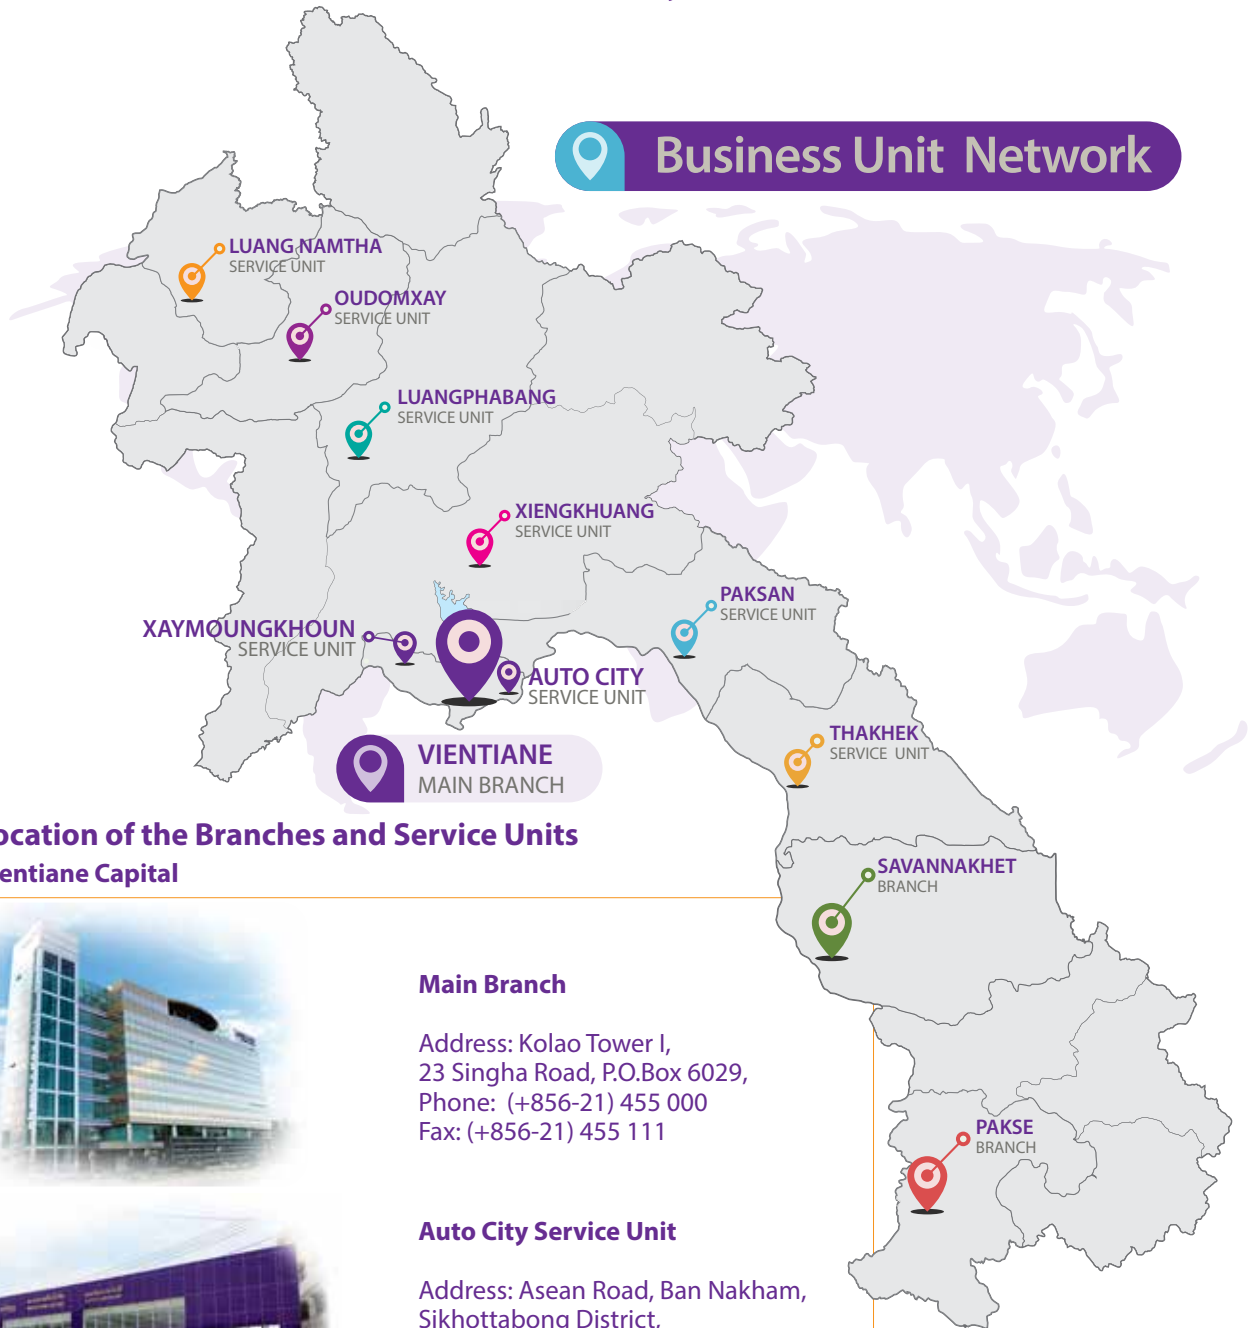 Business Unit Network
LUANG NAMTHA
SERVICE UNIT
OUDOMXAY
SERVICE UNIT
LUANGPHABANG
SERVICE UNIT
XIENGKHUANG
SERVICE UNIT
PAKSAN
SERVICE UNIT
XAYMOUNGKHOUN
SERVICE UNIT
AUTO CITY
SERVICE UNIT
THAKHEK
SERVICE UNIT
VIENTIANE
MAIN BRANCH
ocation of the Branches and Service Units
entiane Capital
SAVANNAKHET
BRANCH
Main Branch
Address: Kolao Tower I,
23 Singha Road, P.O.Box 6029,
Phone: (+856-21) 455 000
Fax: (+856-21) 455 111
PAKSE
BRANCH
Auto City Service Unit
Address: Asean Road, Ban Nakham,
Sikhottabong District,